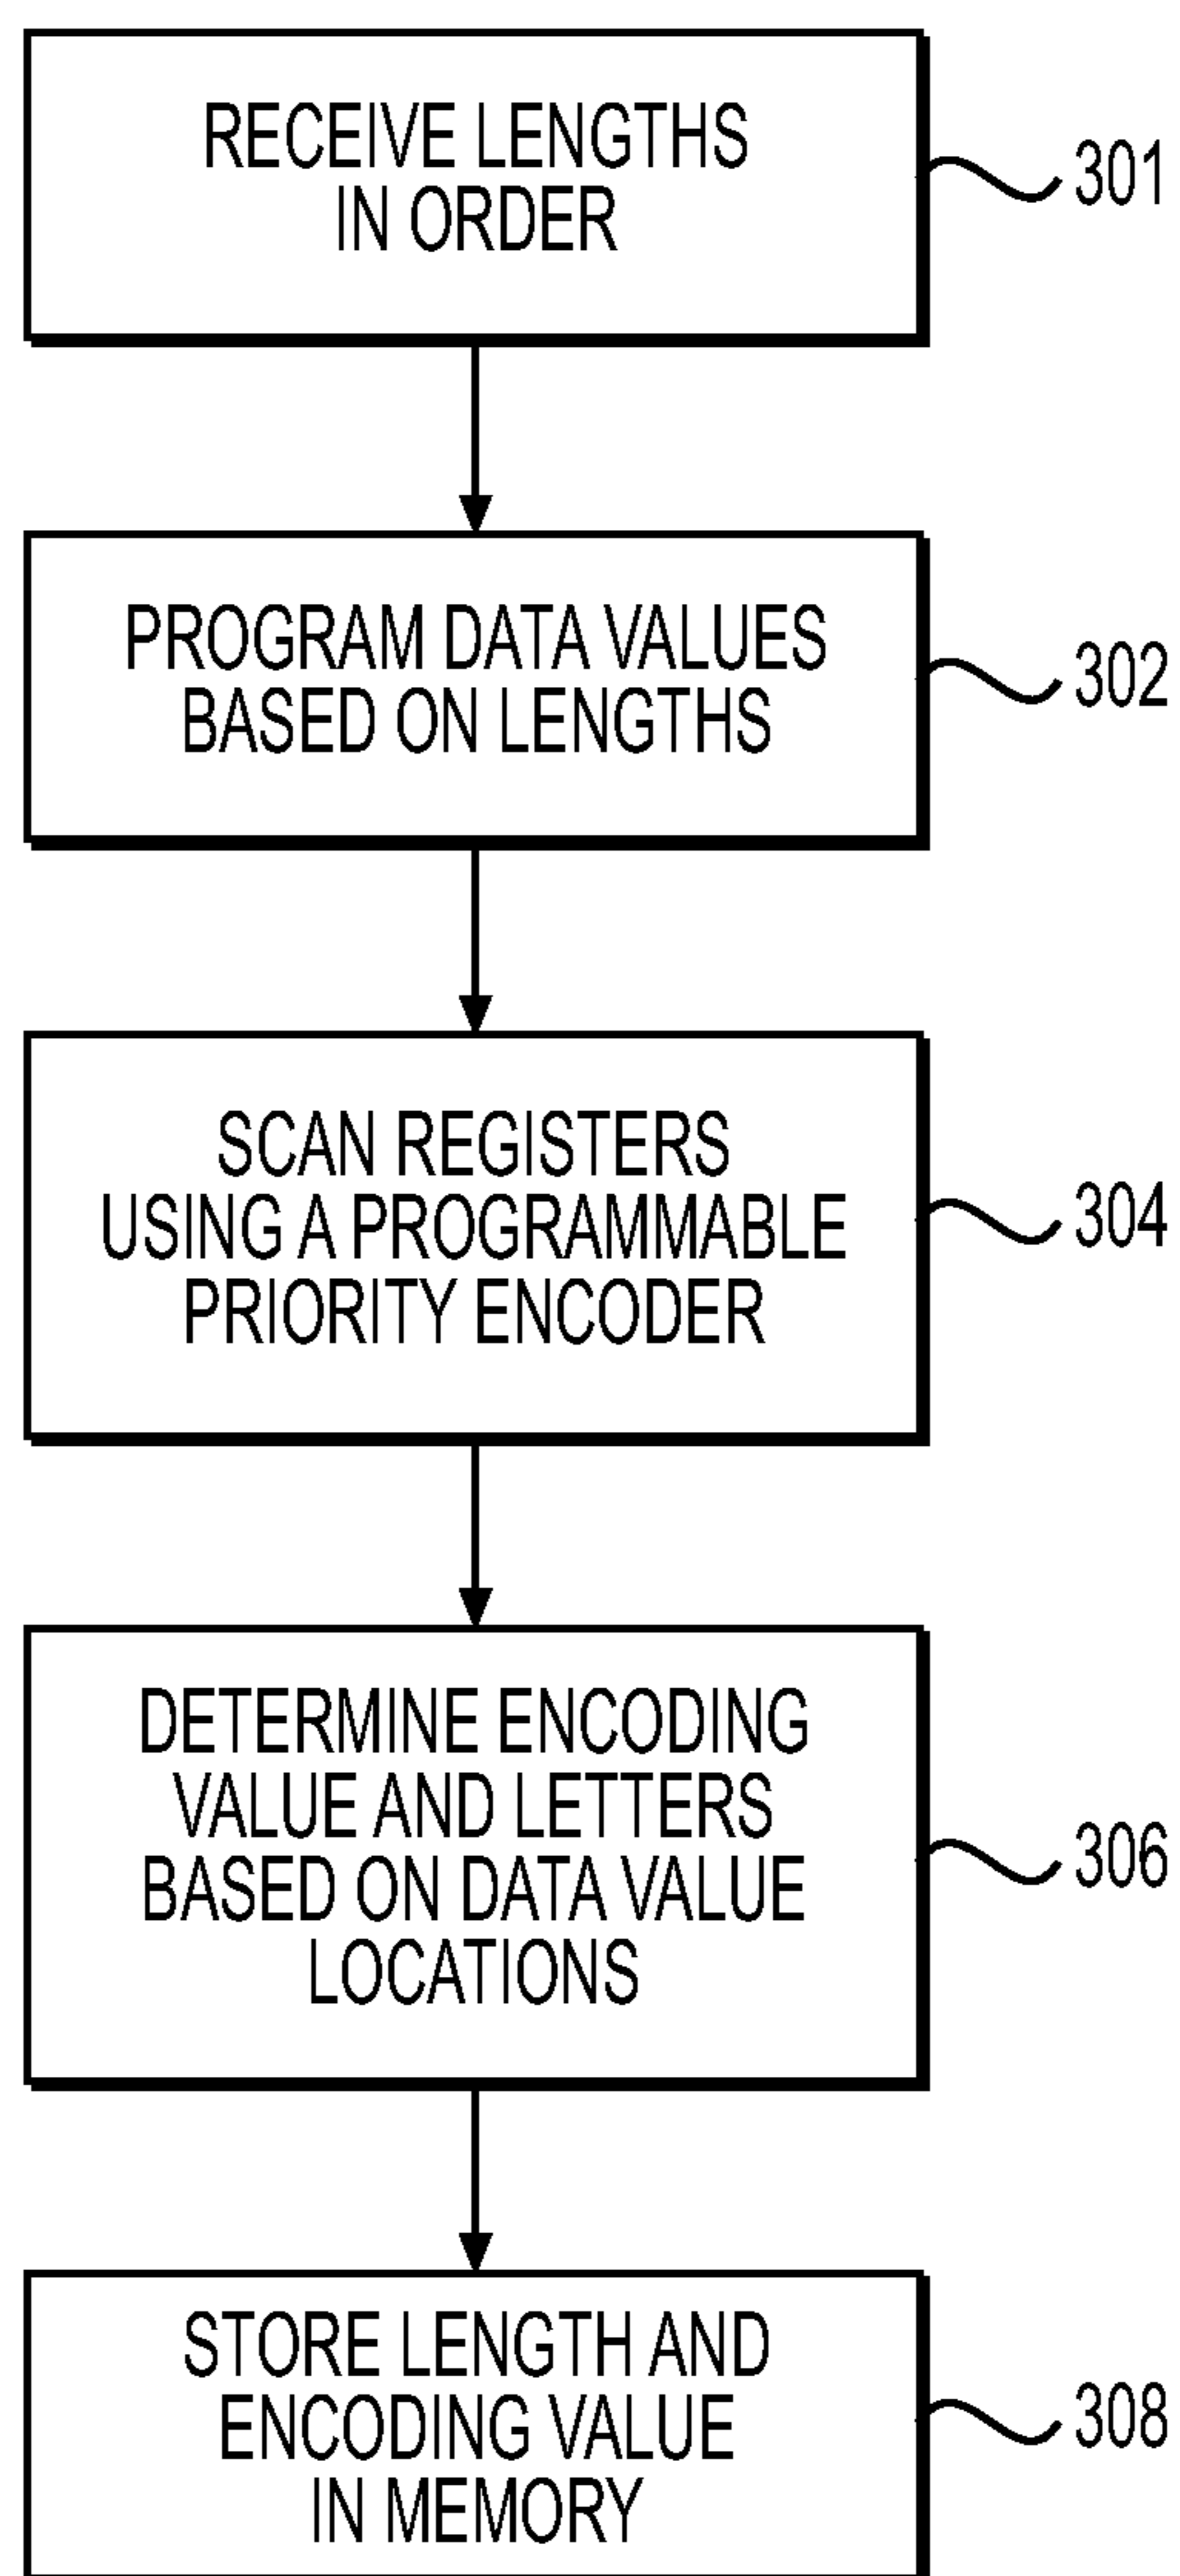 RECEIVE LENGTHS
IN ORDER
301
PROGRAM DATA VALUES
BASED ON LENGTHS
302
SCAN REGISTERS
USING A PROGRAMMABLE
PRIORITY ENCODER
304
DETERMINE ENCODING
VALUE AND LETTERS
BASED ON DATA VALUE
LOCATIONS
306
STORE LENGTH AND
ENCODING VALUE
IN MEMORY
308